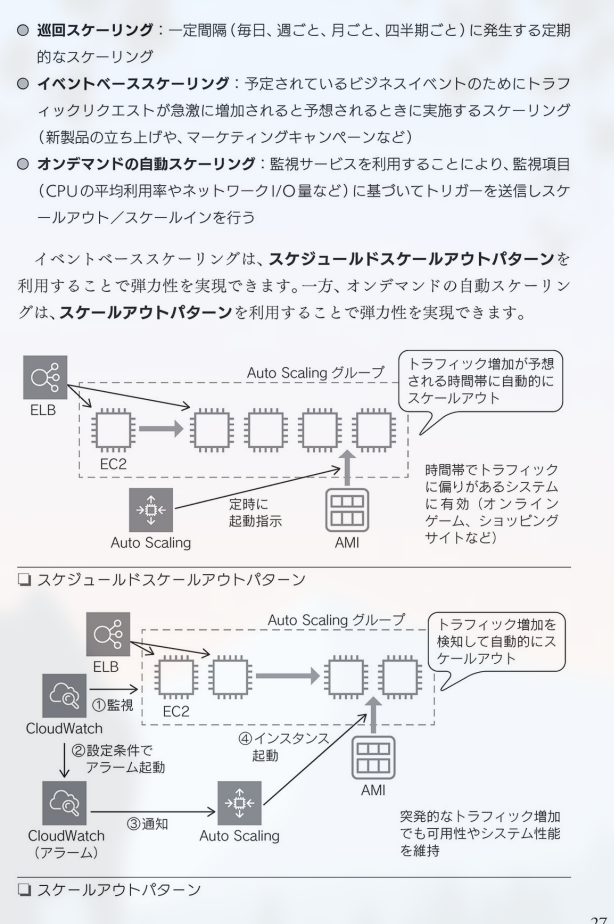 ◎ 巡回スケーリング：一定間隔（毎日、週ごと、月ごと、四半期ごと）に発生する定期
的なスケーリング
◎ イベントベーススケーリング：予定されているビジネスイベントのためにトラフ
ィックリクエストが急激に増加されると予想されるときに実施するスケーリング
（新製品の立ち上げや、マーケティングキャンペーンなど）
◎ オンデマンドの自動スケーリング：監視サービスを利用することにより、監視項目
（CPUの平均利用率やネットワークI/O量など）に基づいてトリガーを送信しスケ
ールアウト／スケールインを行う
イベントベーススケーリングは、スケジュールドスケールアウトパターンを
利用することで弾力性を実現できます。一方、オンデマンドの自動スケーリン
グは、スケールアウトパターンを利用することで弾力性を実現できます。
ELB
Auto Scaling グループ
トラフィック増加が予想
される時間帯に自動的に
スケールアウト
EC2
Auto Scaling
定時に
起動指示
AMI
時間帯でトラフィック
に偏りがあるシステム
に有効（オンライン
ゲーム、ショッピング
サイトなど）
❏ スケジュールドスケールアウトパターン
ELB
Auto Scaling グループ
トラフィック増加を
検知して自動的にス
ケールアウト
①監視
EC2
CloudWatch
②設定条件で
アラーム起動
④インスタンス
起動
AMI
③通知
CloudWatch
（アラーム）
Auto Scaling
突発的なトラフィック増加
でも可用性やシステム性能
を維持
❏ スケールアウトパターン
27